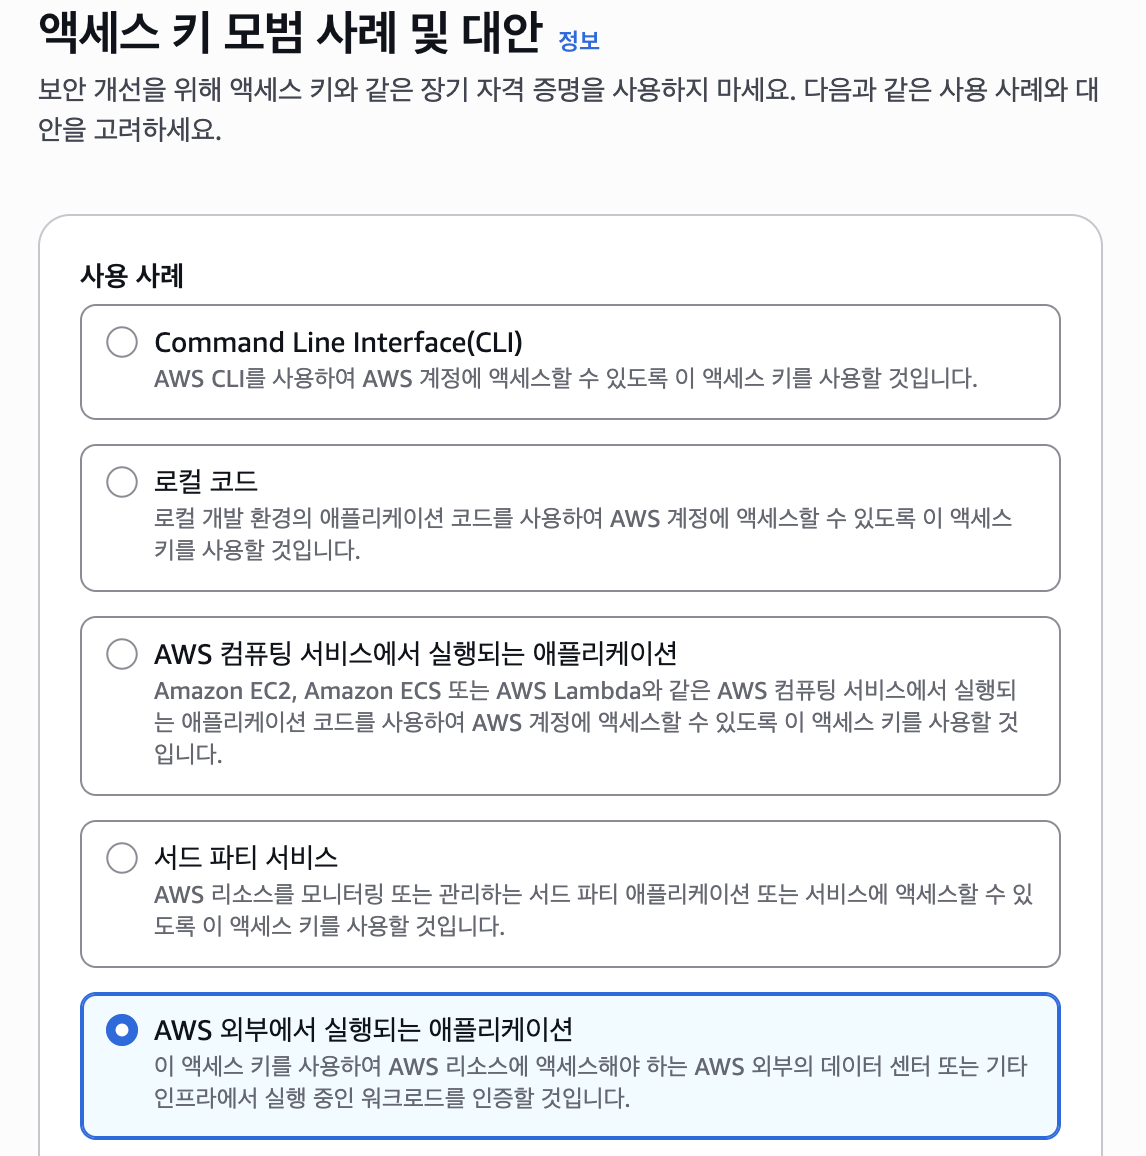 액세스 키 모범 사례 및 대안 정보
보안 개선을 위해 액세스 키와 같은 장기 자격 증명을 사용하지 마세요. 다음과 같은 사용 사례와 대
안을 고려하세요.
사용 사례
Command Line Interface(CLI)
AWS CLI를 사용하여 AWS 계정에 액세스할 수 있도록 이 액세스 키를 사용할 것입니다.
로컬 코드
로컬 개발 환경의 애플리케이션 코드를 사용하여 AWS 계정에 액세스할 수 있도록 이 액세스
키를 사용할 것입니다.
AWS 컴퓨팅 서비스에서 실행되는 애플리케이션
Amazon EC2, Amazon ECS 또는 AWS Lambda와 같은 AWS 컴퓨팅 서비스에서 실행되
는 애플리케이션 코드를 사용하여 AWS 계정에 액세스할 수 있도록 이 액세스 키를 사용할 것
입니다.
서드 파티 서비스
AWS 리소스를 모니터링 또는 관리하는 서드 파티 애플리케이션 또는 서비스에 액세스할 수 있
도록 이 액세스 키를 사용할 것입니다.
AWS 외부에서 실행되는 애플리케이션
이 액세스 키를 사용하여 AWS 리소스에 액세스해야 하는 AWS 외부의 데이터 센터 또는 기타
인프라에서 실행 중인 워크로드를 인증할 것입니다.